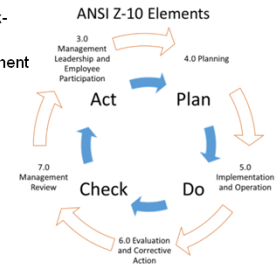 ANSI Z-10 Elements
ment
3.0
Management
Leadership and
Employee
Participation
4.0 Planning
Act
Plan
7.0
Management
Review
5.0
Implementation
and Operation
Check
Do
6.0 Evaluation
and Corrective
Action